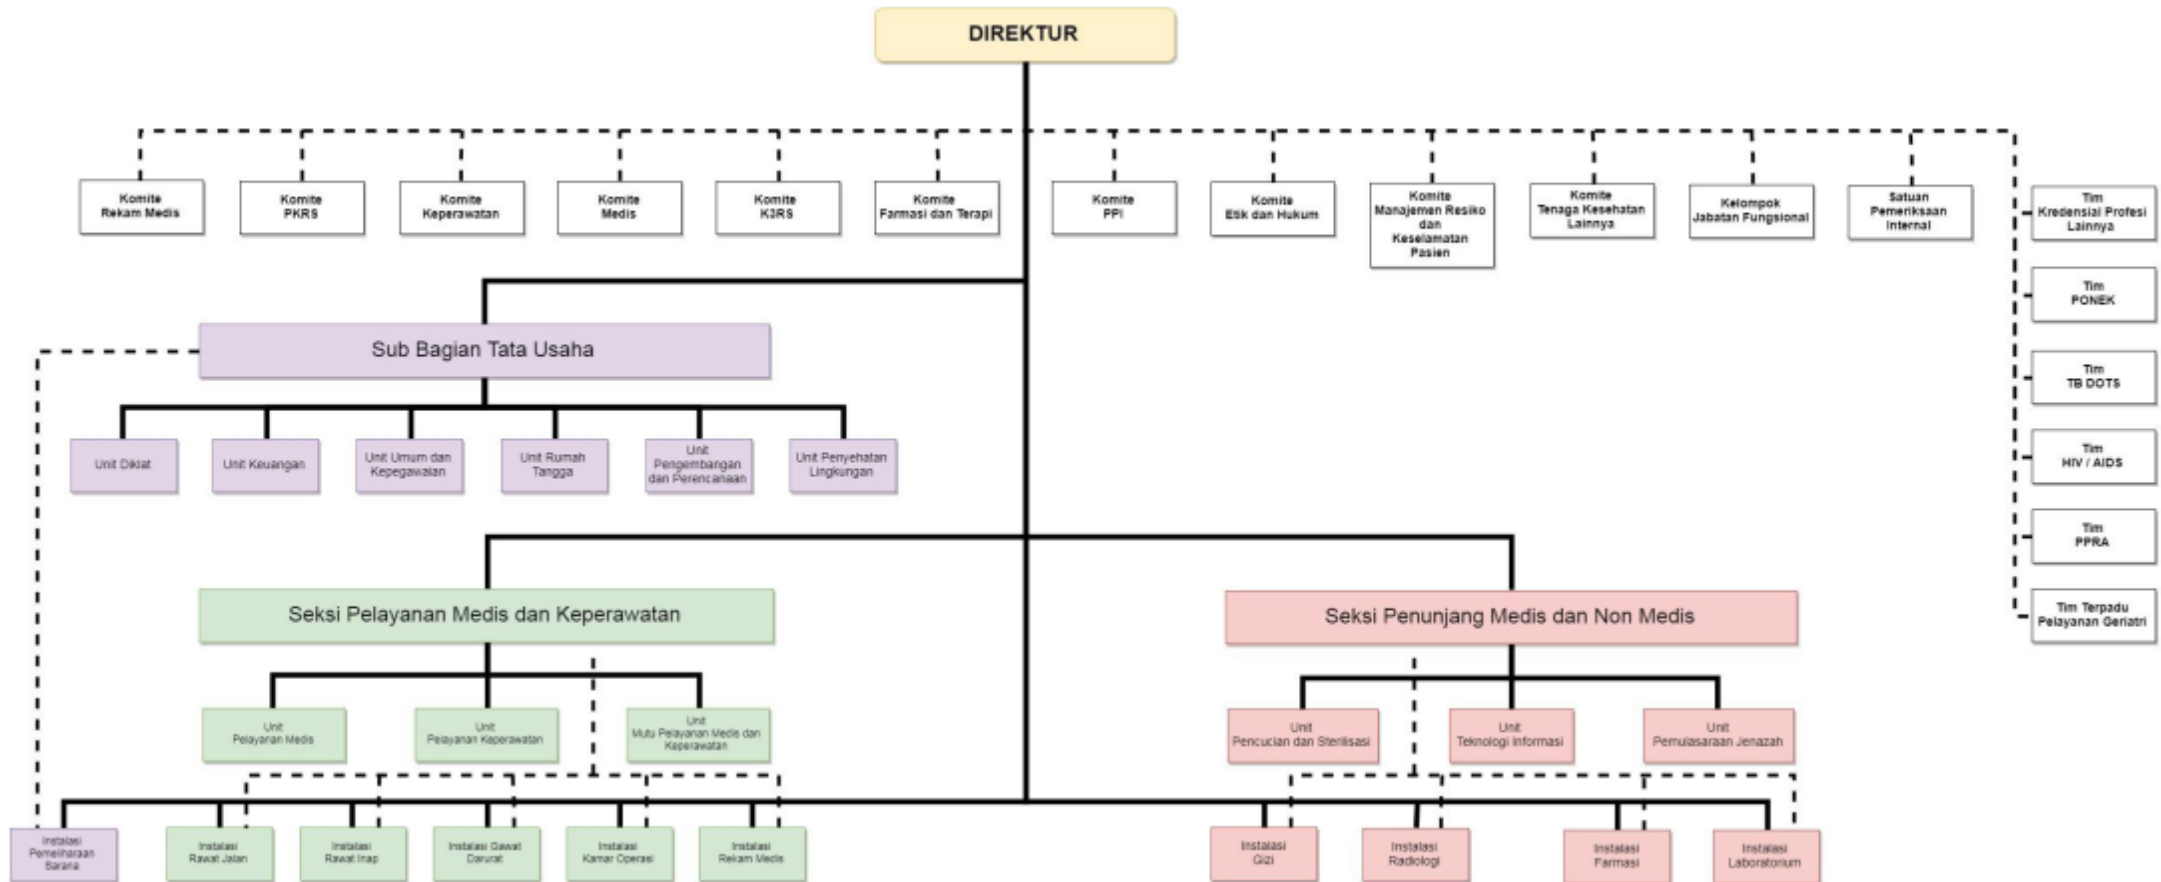 DIREKTUR
Komite
Rekam Medis
Komite
PKRS
Komite
Keperawatan
Komite
Medis
Komite
K3RS
Komite
Farmasi dan Terapi
Komite
PPI
Komite
Etik dan Hukum
Komite
Manajemen Resiko
dan
Keselamatan
Pasien
Komite
Tenaga Kesehatan
Lainnya
Kelompok
Jabatan Fungsional
Satuan
Pemeriksaan
Internal
Tim
Kredensial Profesi
Lainnya
Tim
PONEK
Tim
TB DOTS
Tim
HIV / AIDS
Tim
PPRA
Tim Terpadu
Pelayanan Geriatri
Sub Bagian Tata Usaha
Unit Diklat
Unit Keuangan
Unit Umum dan
Kepegawaian
Unit Rumah
Tangga
Unit
Pengembangan
dan Perencanaan
Unit Penyehatan
Lingkungan
Seksi Pelayanan Medis dan Keperawatan
Seksi Penunjang Medis dan Non Medis
Unit
Pelayanan Medis
Unit
Pelayanan Keperawatan
Unit
Mutu Pelayanan Medis dan
Keperawatan
Unit
Pencucian dan Sterilisasi
Unit
Teknologi Informasi
Unit
Pemulasaraan Jenazah
Instalasi
Pemeliharaan
Sarana
Instalasi
Rawat Jalan
Instalasi
Rawat Inap
Instalasi Gawat
Darurat
Instalasi
Kamar Operasi
Instalasi
Rekam Medis
Instalasi
Gizi
Instalasi
Radiologi
Instalasi
Farmasi
Instalasi
Laboratorium